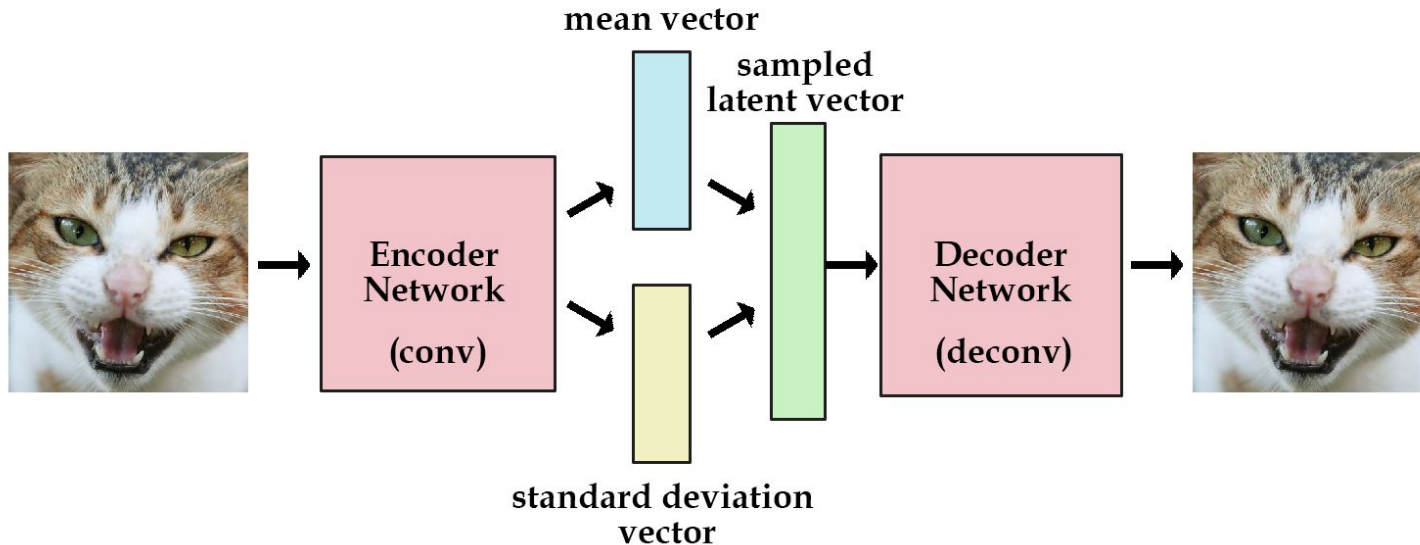 mean vector
sampled
latent vector
Encoder
Network
(conv)
Decoder
Network
(deconv)
standard deviation
vector